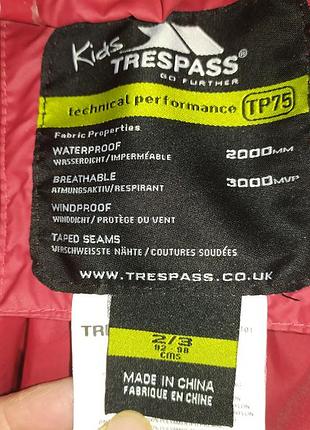 Kids
TRESPASS
GO FURTHER
technical performance TP75
Fabric Properties
WATERPROOF 2000MM
WASSERDICHT/IMPERMÉABLE
BREATHABLE 3000MVP
ATMUNGSAKTIV/RESPIRANT
WINDPROOF
WINDDICHT/PROTÈGE DU VENT
TAPED SEAMS
VERSCHWEISSTE NÄHTE/COUTURES SOUDÉES
WWW.TRESPASS.CO.UK
2/3
92 - 98
CMS
MADE IN CHINA
FABRIQUE EN CHINE